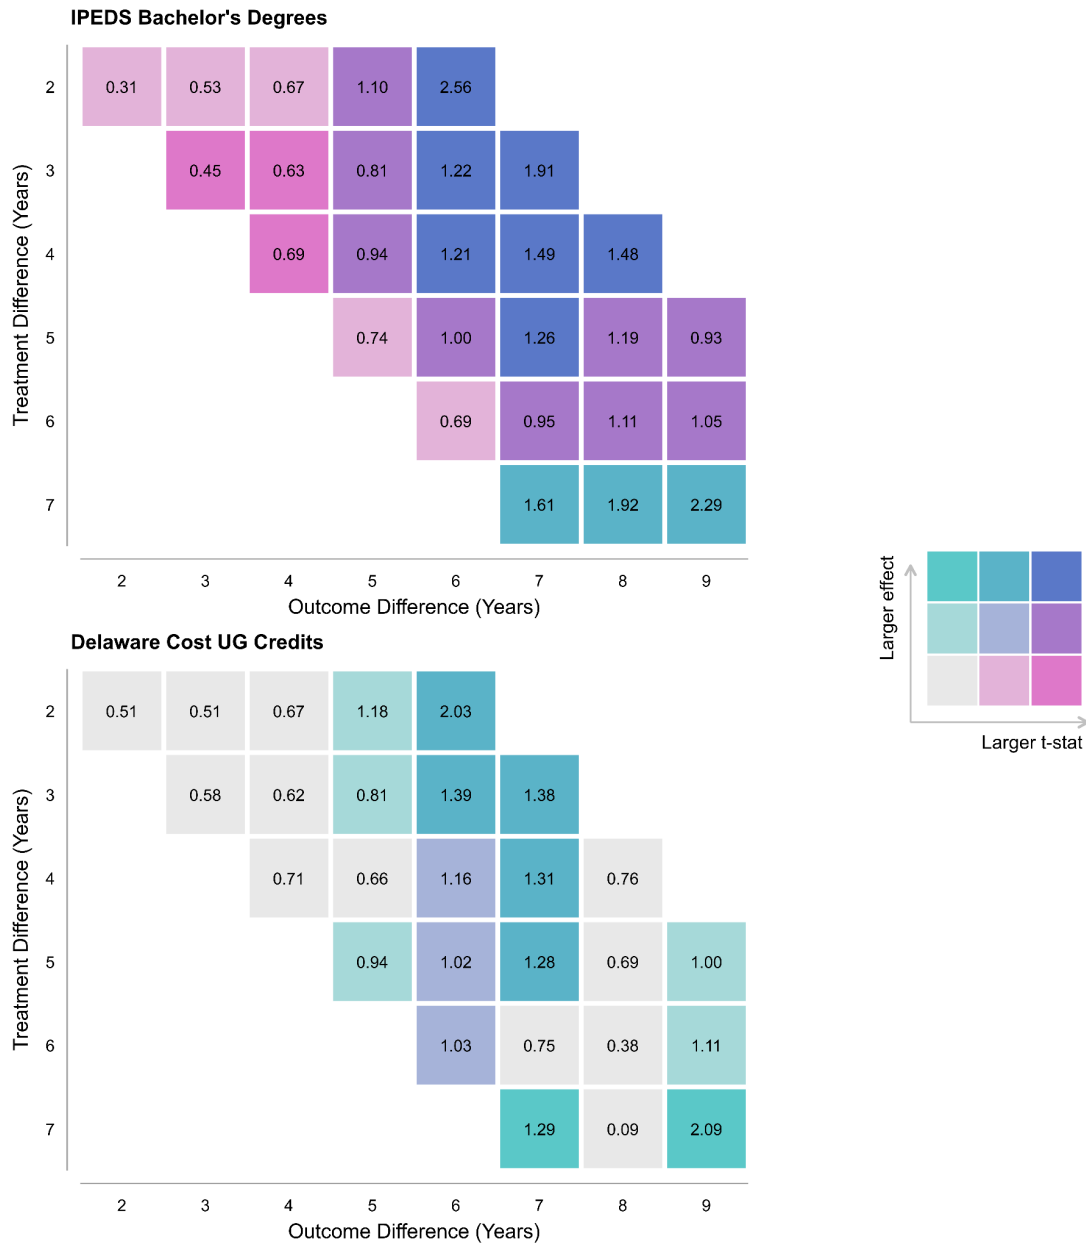 IPEDS Bachelor's Degrees
Treatment Difference (Years)
2 0.31 0.53 0.67 1.10 2.56
3 0.45 0.63 0.81 1.22 1.91
4 0.69 0.94 1.21 1.49 1.48
5 0.74 1.00 1.26 1.19 0.93
6 0.69 0.95 1.11 1.05
7 1.61 1.92 2.29
2 3 4 5 6 7 8 9
Outcome Difference (Years)
Larger effect
Larger t-stat
Delaware Cost UG Credits
Treatment Difference (Years)
2 0.51 0.51 0.67 1.18 2.03
3 0.58 0.62 0.81 1.39 1.38
4 0.71 0.66 1.16 1.31 0.76
5 0.94 1.02 1.28 0.69 1.00
6 1.03 0.75 0.38 1.11
7 1.29 0.09 2.09
2 3 4 5 6 7 8 9
Outcome Difference (Years)